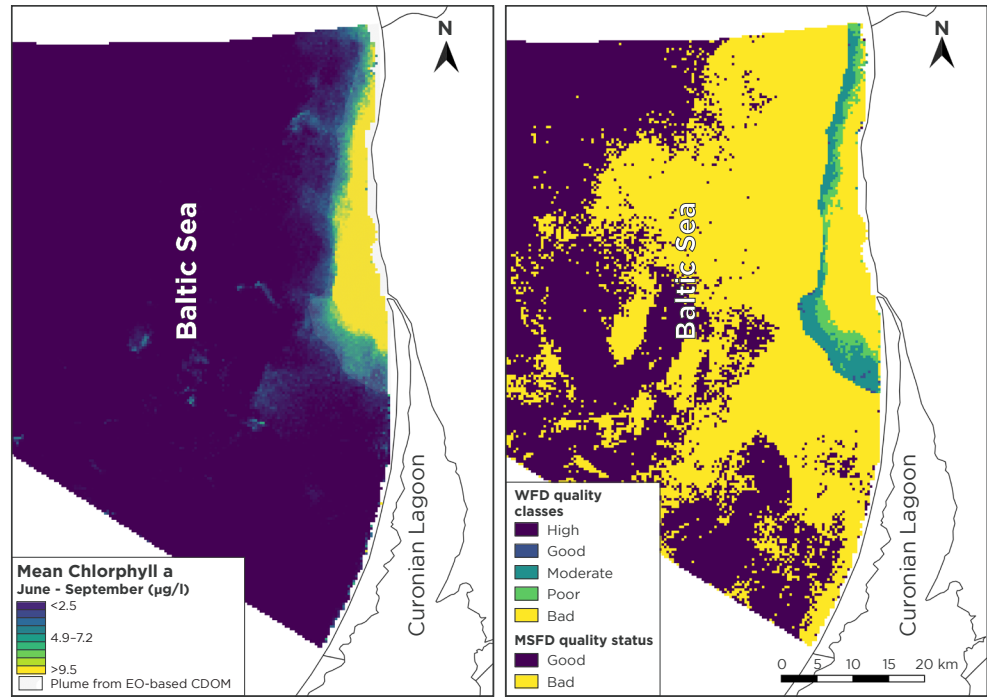 N
Baltic Sea
Curonian Lagoon
Mean Chlorphyll a
June - September (µg/l)
<2.5
4.9–7.2
>9.5
Plume from EO-based CDOM
N
Baltic Sea
Curonian Lagoon
WFD quality
classes
High
Good
Moderate
Poor
Bad
MSFD quality status
Good
Bad
0 5 10 15 20 km